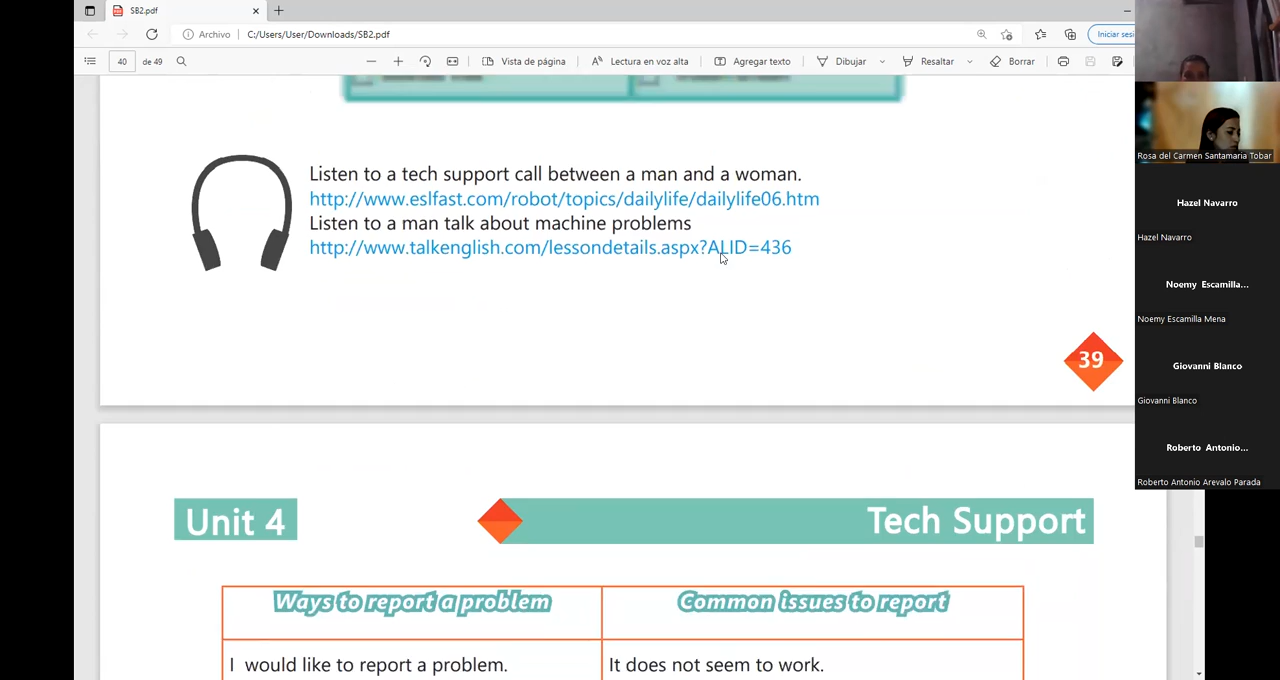 SB2.pdf
Archivo
C:/Users/User/Downloads/SB2.pdf
Iniciar sesi
40
de 49
Vista de página
Lectura en voz alta
Agregar texto
Dibujar
Resaltar
Borrar
Listen to a tech support call between a man and a woman.
http://www.eslfast.com/robot/topics/dailylife/dailylife06.htm
Listen to a man talk about machine problems
http://www.talkenglish.com/lessondetails.aspx?ALID=436
39
Unit 4
Tech Support
Ways to report a problem
Common issues to report
I would like to report a problem.
It does not seem to work.
Rosa del Carmen Santamaria Tobar
Hazel Navarro
Hazel Navarro
Noemy Escamilla...
Noemy Escamilla Mena
Giovanni Blanco
Giovanni Blanco
Roberto Antonio...
Roberto Antonio Arevalo Parada